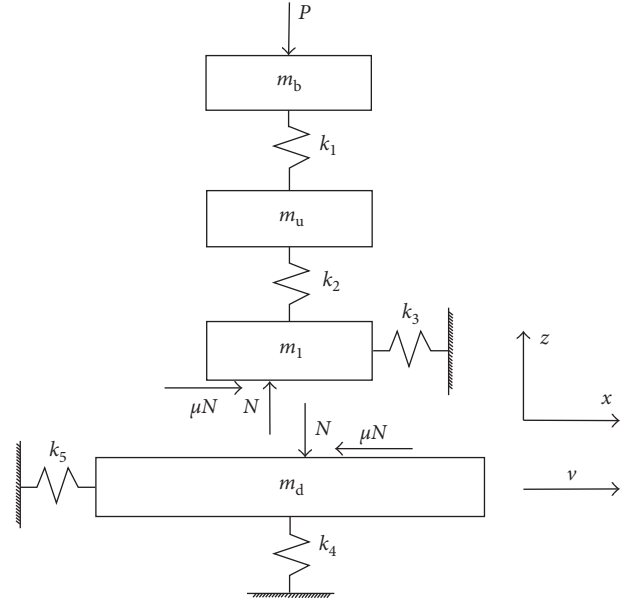 P
m_b
k_1
m_u
k_2
k_3
m_1
z
μN
N
x
N
μN
k_5
m_d
v
k_4